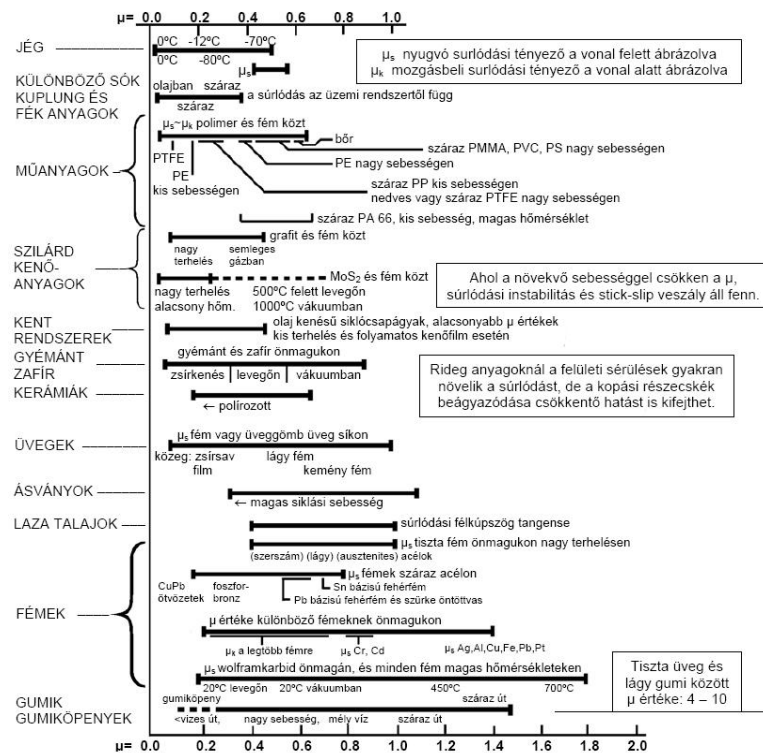 μ= 0.0 0.2 0.4 0.6 0.8 1.0
JÉG
0ºC -12ºC -70ºC
0ºC -80ºC
μs
μs nyugvó surlódási tényező a vonal felett ábrázolva
μk mozgásbeli surlódási tényező a vonal alatt ábrázolva
KÜLÖNBÖZŐ SÓK
KUPLUNG ÉS
FÉK ANYAGOK
olajban száraz
száraz
a súrlódás az üzemi rendszertől függ
MŰANYAGOK
μs~μk polimer és fém közt
bőr
PTFE
PE
kis sebességen
száraz PMMA, PVC, PS nagy sebességen
PE nagy sebességen
száraz PP kis sebességen
nedves vagy száraz PTFE nagy sebességen
száraz PA 66, kis sebesség, magas hőmérséklet
SZILÁRD
KENŐ-
ANYAGOK
grafit és fém közt
nagy semleges
terhelés gázban
MoS2 és fém közt
nagy terhelés 500ºC felett levegőn
alacsony hőm. 1000ºC vákuumban
Ahol a növekvő sebességgel csökken a μ,
súrlódási instabilitás és stick-slip veszély áll fenn.
KENT
RENDSZEREK
olaj kenésű siklócsapágyak, alacsonyabb μ értékek
kis terhelés és folyamatos kenőfilm esetén
GYÉMÁNT
ZAFÍR
gyémánt és zafír önmagukon
zsírkenés levegőn vákuumban
Rideg anyagoknál a felületi sérülések gyakran
növelik a súrlódást, de a kopási részecskék
beágyazódása csökkentő hatást is kifejthet.
KERÁMIÁK
← polírozott
ÜVEGEK
μs fém vagy üveggömb üveg síkon
közeg: zsírsav lágy fém
film kemény fém
ÁSVÁNYOK
← magas siklási sebesség
LAZA TALAJOK
súrlódási félkúpszög tangense
FÉMEK
μs tiszta fém önmagukon nagy terhelésen
(szerszám) (lágy) (ausztenites) acélok
μs fémek száraz acélon
CuPb foszfor-
ötvözetek bronz
Sn bázisú fehérfém
Pb bázisú fehérfém és szürke öntöttvas
μ értéke különböző fémeknek önmagukon
μk a legtöbb fémre μs Cr, Cd μs Ag,Al,Cu,Fe,Pb,Pt
μs wolframkarbid önmagán, és minden fém magas hőmérsékleteken
20ºC levegőn 20ºC vákuumban 450ºC 700ºC
Tiszta üveg és
lágy gumi között
μ értéke: 4 – 10
GUMIK
GUMIKÖPENYEK
gumiköpeny száraz út
<vizes út, nagy sebesség, mély víz száraz út
μ= 0.0 0.2 0.4 0.6 0.8 1.0 1.2 1.4 1.6 1.8 2.0